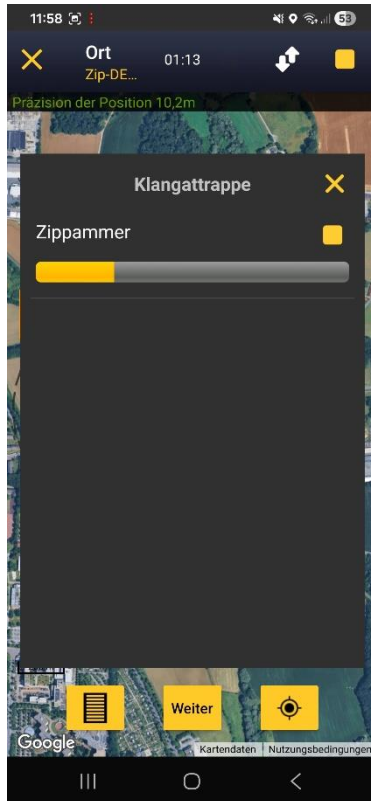 11:58
53
Ort
Zip-DE...
01:13
Präzision der Position 10,2m
Klangattrappe
Zippammer
Weiter
Google
Kartendaten
Nutzungsbedingungen